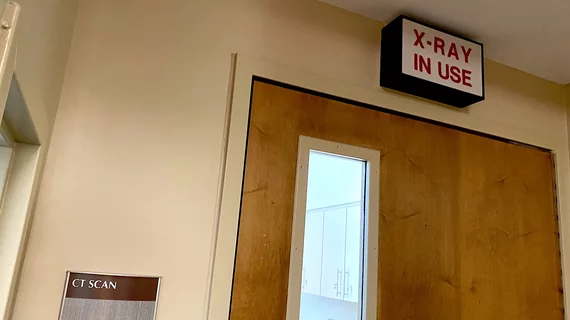 X-RAY
IN USE
CT SCAN